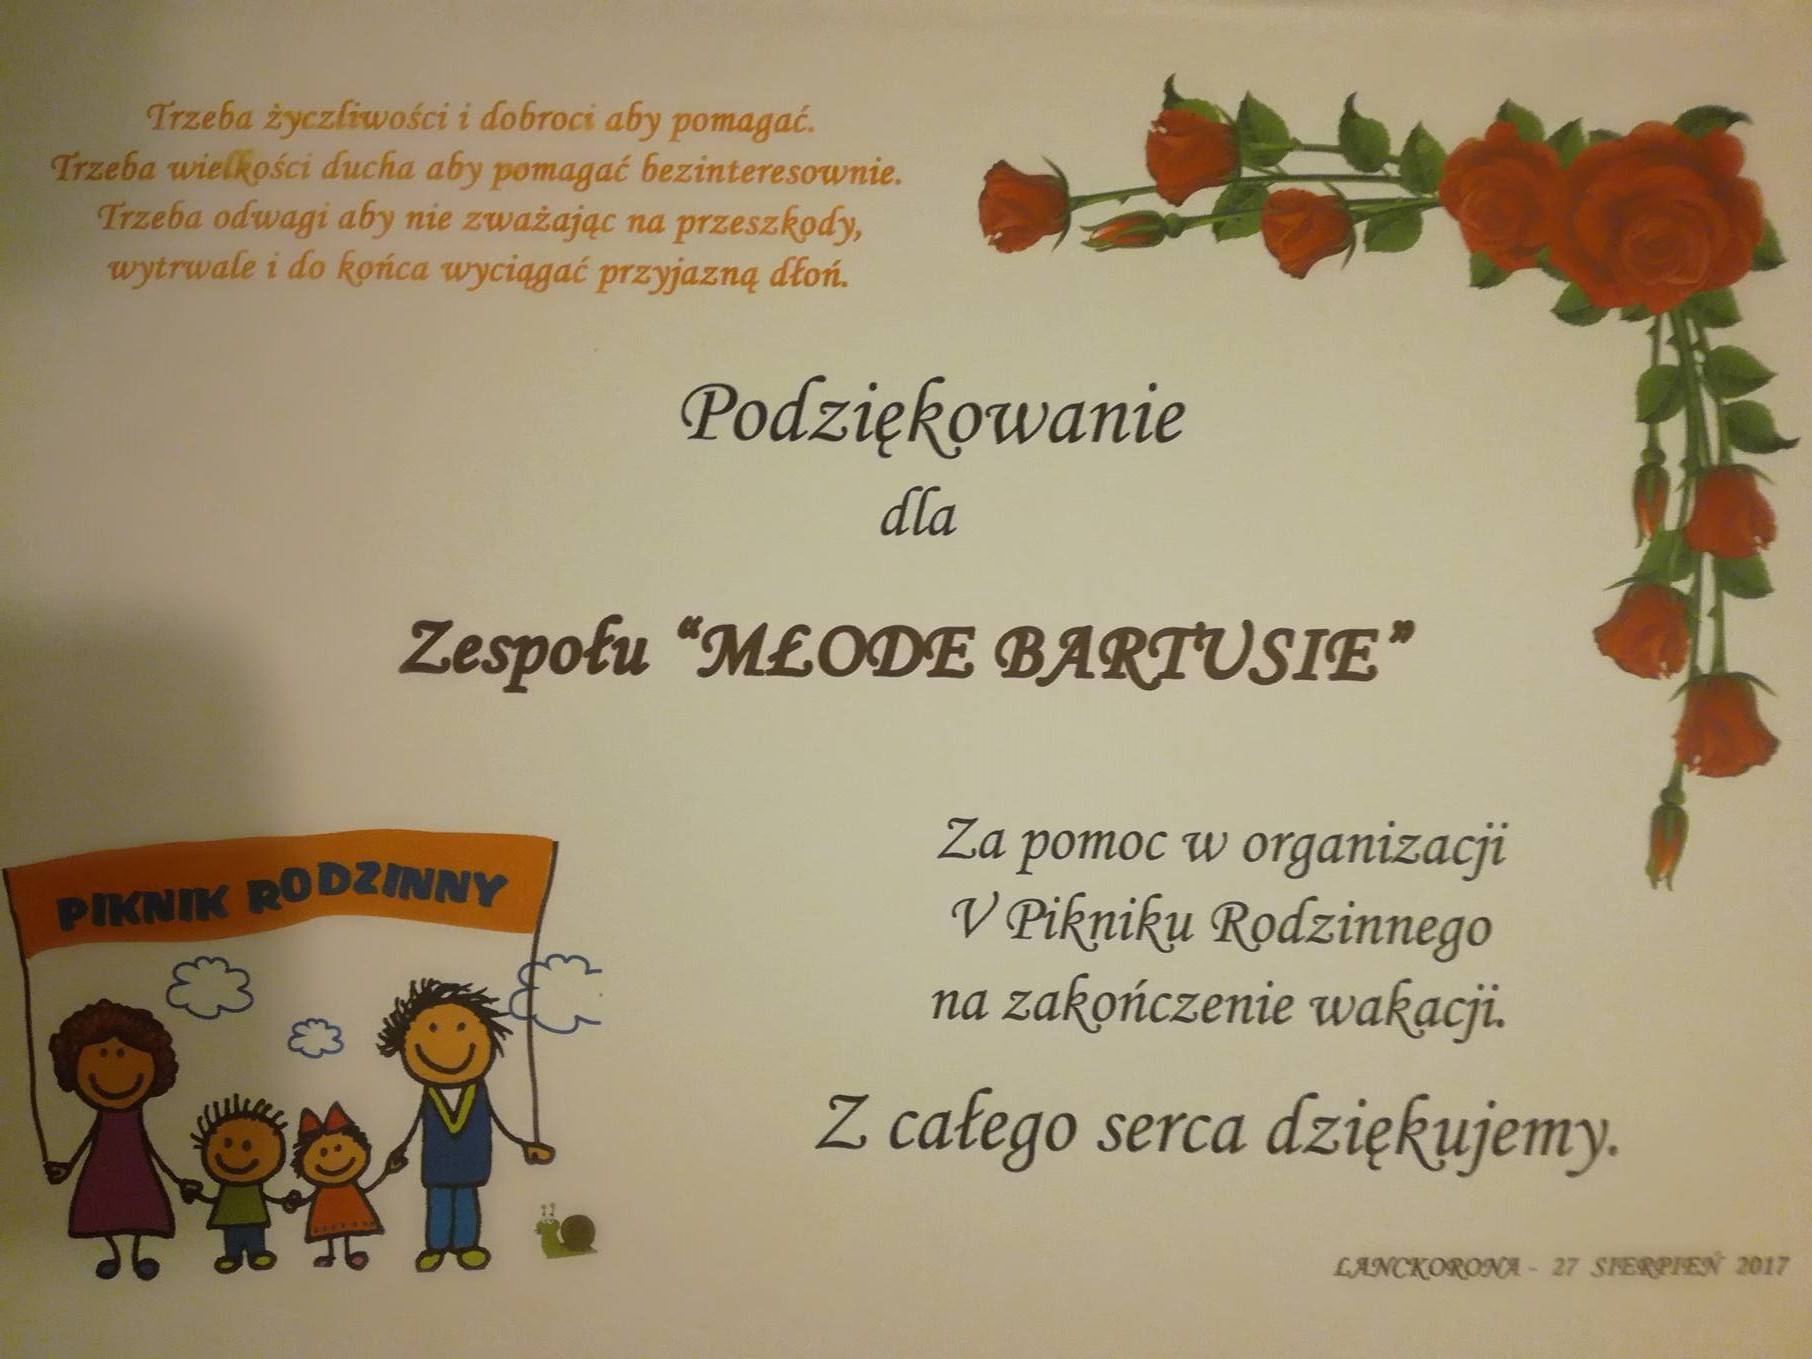 Trzeba życzliwości i dobroci aby pomagać.
Trzeba wielkości ducha aby pomagać bezinteresownie.
Trzeba odwagi aby nie zważając na przeszkody,
wytrwale i do końca wyciągać przyjazną dłoń.
Podziękowanie
dla
Zespołu “MŁODE BARTUSIE”
Za pomoc w organizacji
V Pikniku Rodzinnego
na zakończenie wakacji.
Z całego serca dziękujemy.
PIKNIK RODZINNY
LANCKORONA - 27 SIERPIEŃ 2017